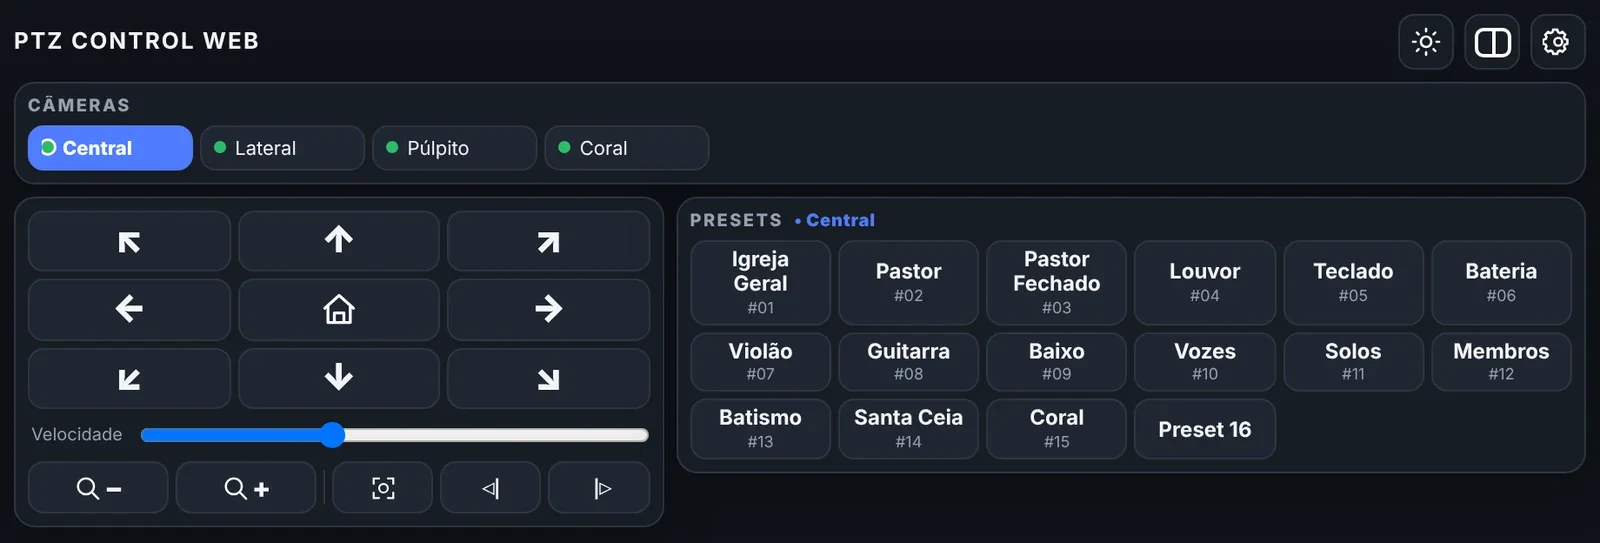 PTZ CONTROL WEB
CÂMERAS
Central
Lateral
Púlpito
Coral
PRESETS • Central
Igreja
Geral
#01
Pastor
#02
Pastor
Fechado
#03
Louvor
#04
Teclado
#05
Bateria
#06
Violão
#07
Guitarra
#08
Baixo
#09
Vozes
#10
Solos
#11
Membros
#12
Batismo
#13
Santa Ceia
#14
Coral
#15
Preset 16
Velocidade